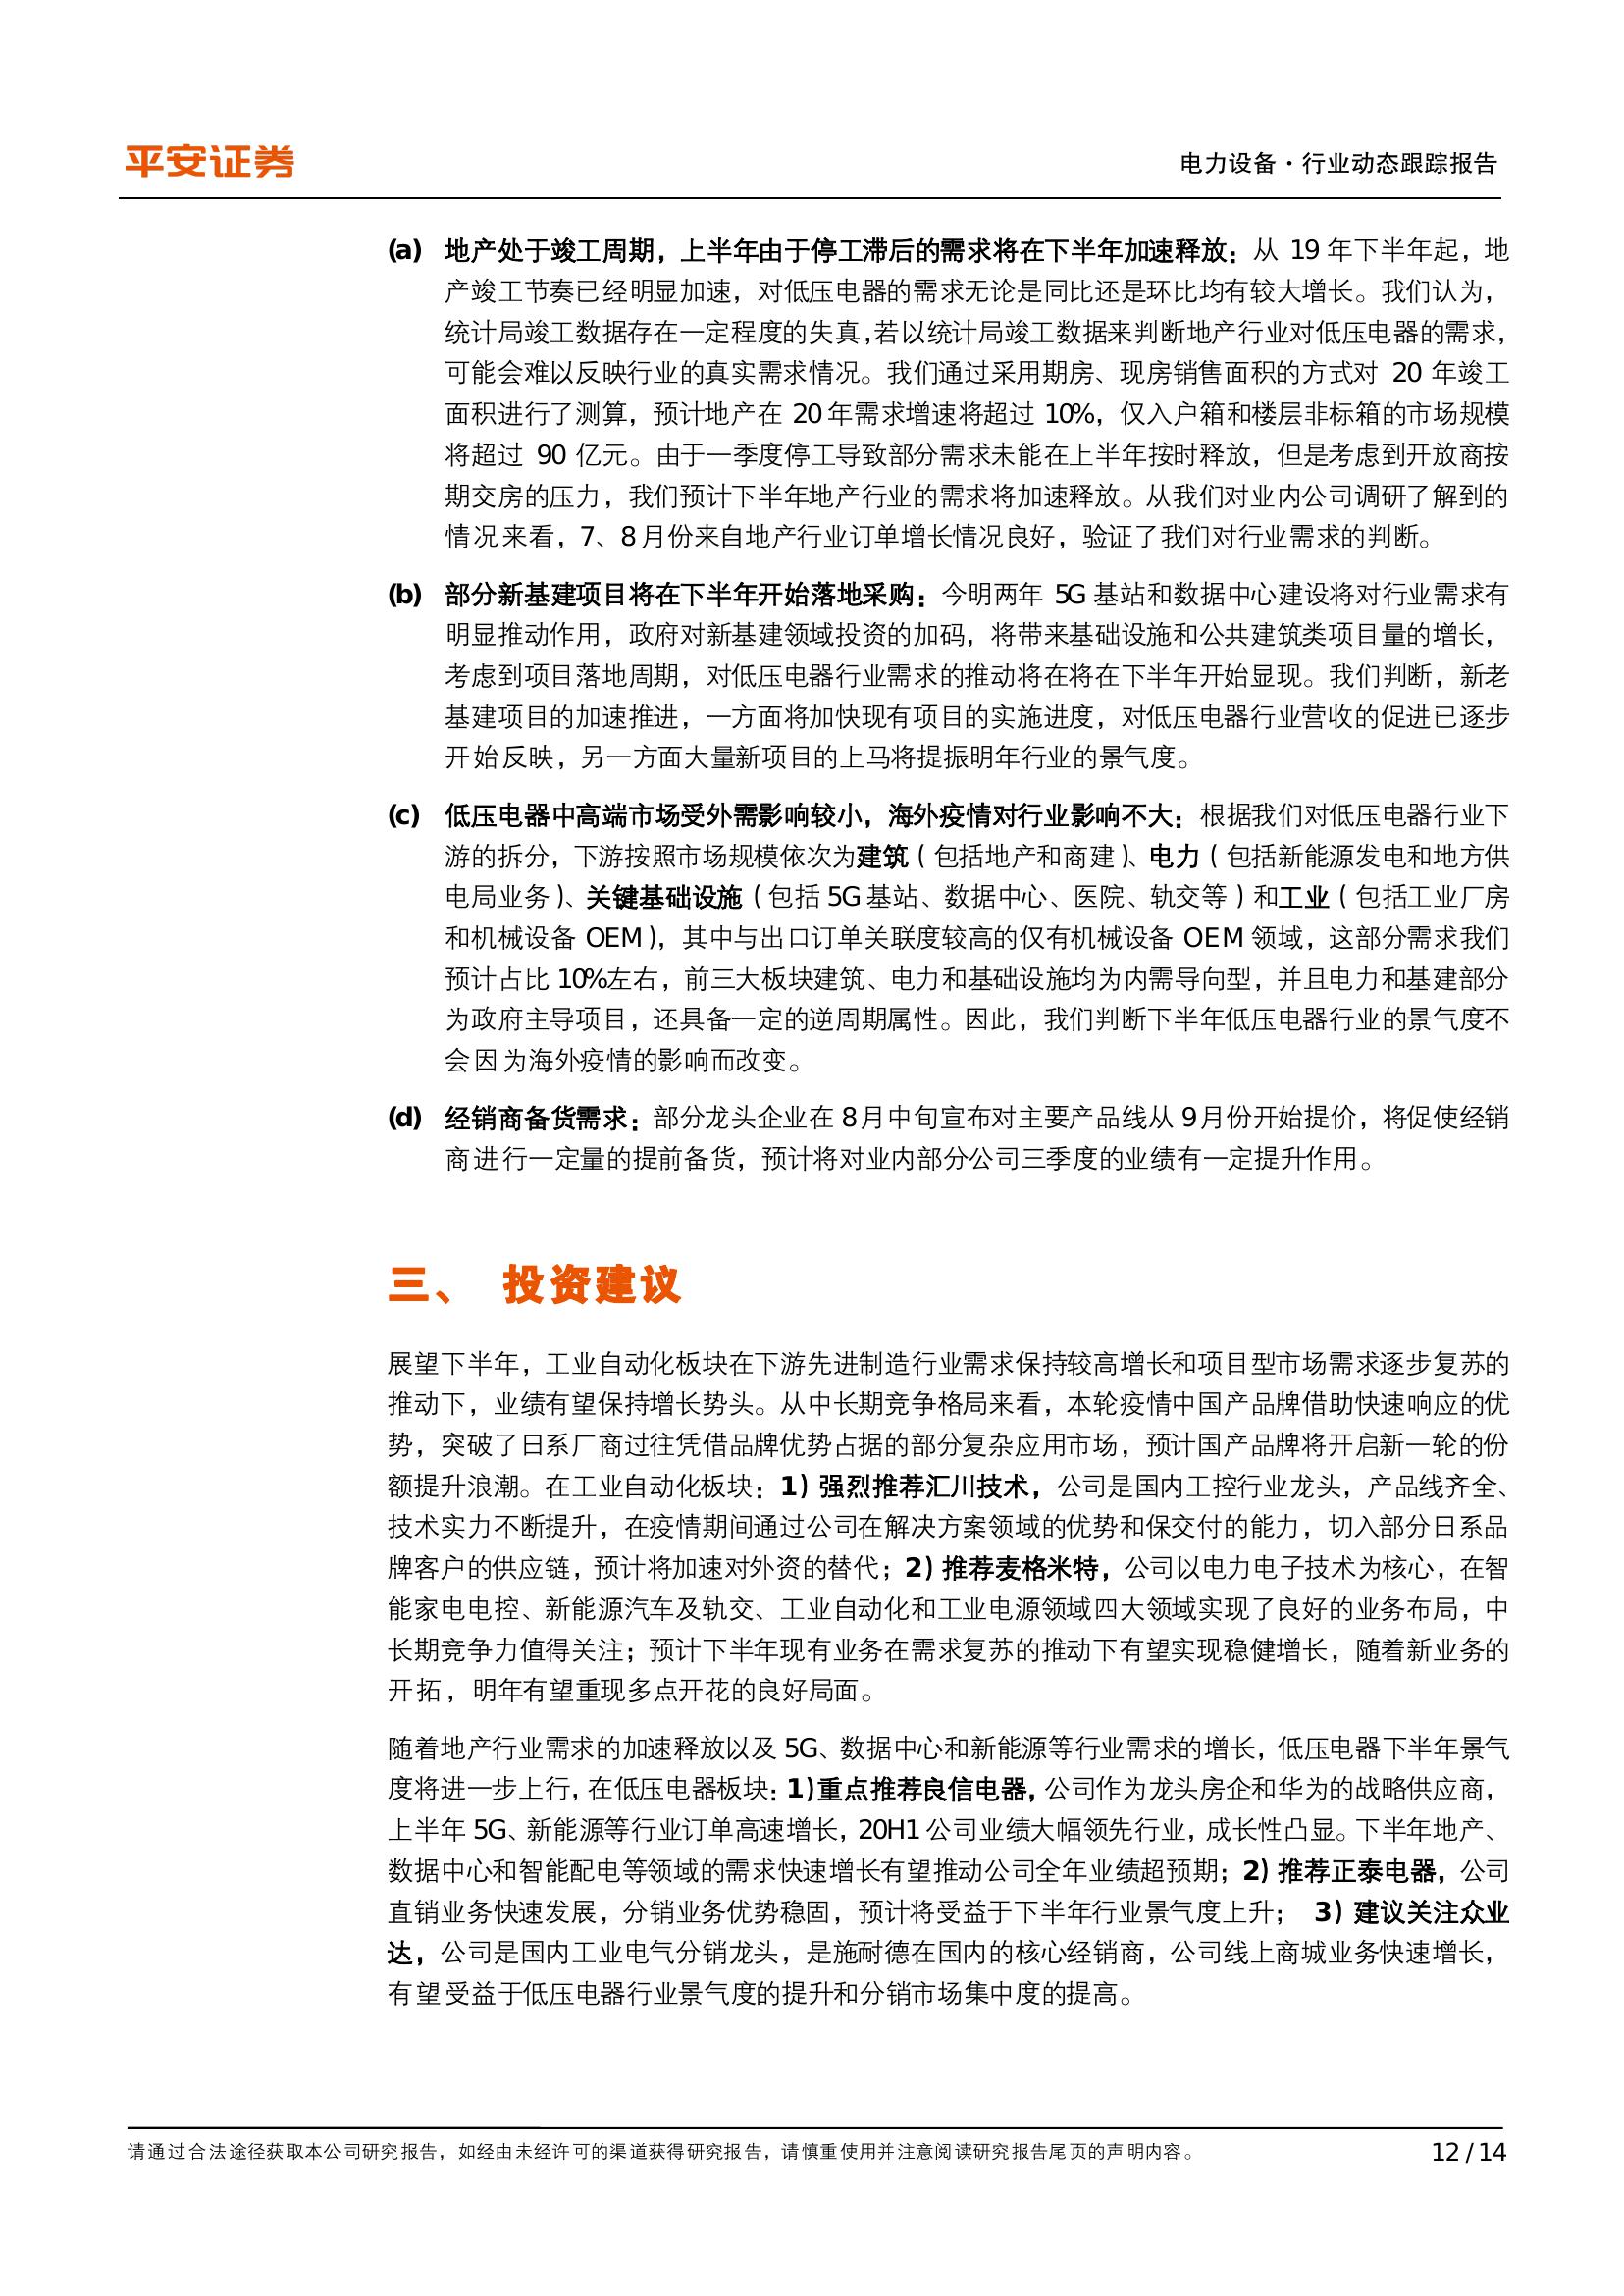 平安证券
电力设备·行业动态跟踪报告
(a) 地产处于竣工周期，上半年由于停工滞后的需求将在下半年加速释放：从 19 年下半年起，地
产竣工节奏已经明显加速，对低压电器的需求无论是同比还是环比均有较大增长。我们认为，
统计局竣工数据存在一定程度的失真，若以统计局竣工数据来判断地产行业对低压电器的需求，
可能会难以反映行业的真实需求情况。我们通过采用期房、现房销售面积的方式对 20 年竣工
面积进行了测算，预计地产在 20 年需求增速将超过 10%，仅入户箱和楼层非标箱的市场规模
将超过 90 亿元。由于一季度停工导致部分需求未能在上半年按时释放，但是考虑到开放商按
期交房的压力，我们预计下半年地产行业的需求将加速释放。从我们对业内公司调研了解到的
情况来看，7、8 月份来自地产行业订单增长情况良好，验证了我们对行业需求的判断。
(b) 部分新基建项目将在下半年开始落地采购：今明两年 5G 基站和数据中心建设将对行业需求有
明显推动作用，政府对新基建领域投资的加码，将带来基础设施和公共建筑类项目量的增长，
考虑到项目落地周期，对低压电器行业需求的推动将在将在下半年开始显现。我们判断，新老
基建项目的加速推进，一方面将加快现有项目的实施进度，对低压电器行业营收的促进已逐步
开始反映，另一方面大量新项目的上马将提振明年行业的景气度。
(c) 低压电器中高端市场受外需影响较小，海外疫情对行业影响不大：根据我们对低压电器行业下
游的拆分，下游按照市场规模依次为建筑（包括地产和商建）、电力（包括新能源发电和地方供
电局业务）、关键基础设施（包括 5G 基站、数据中心、医院、轨交等）和工业（包括工业厂房
和机械设备 OEM），其中与出口订单关联度较高的仅有机械设备 OEM 领域，这部分需求我们
预计占比 10%左右，前三大板块建筑、电力和基础设施均为内需导向型，并且电力和基建部分
为政府主导项目，还具备一定的逆周期属性。因此，我们判断下半年低压电器行业的景气度不
会因为海外疫情的影响而改变。
(d) 经销商备货需求：部分龙头企业在 8 月中旬宣布对主要产品线从 9 月份开始提价，将促使经销
商进行一定量的提前备货，预计将对业内部分公司三季度的业绩有一定提升作用。
三、 投资建议
展望下半年，工业自动化板块在下游先进制造行业需求保持较高增长和项目型市场需求逐步复苏的
推动下，业绩有望保持增长势头。从中长期竞争格局来看，本轮疫情中国产品牌借助快速响应的优
势，突破了日系厂商过往凭借品牌优势占据的部分复杂应用市场，预计国产品牌将开启新一轮的份
额提升浪潮。在工业自动化板块：1）强烈推荐汇川技术，公司是国内工控行业龙头，产品线齐全、
技术实力不断提升，在疫情期间通过公司在解决方案领域的优势和保交付的能力，切入部分日系品
牌客户的供应链，预计将加速对外资的替代；2）推荐麦格米特，公司以电力电子技术为核心，在智
能家电电控、新能源汽车及轨交、工业自动化和工业电源领域四大领域实现了良好的业务布局，中
长期竞争力值得关注；预计下半年现有业务在需求复苏的推动下有望实现稳健增长，随着新业务的
开拓，明年有望重现多点开花的良好局面。
随着地产行业需求的加速释放以及 5G、数据中心和新能源等行业需求的增长，低压电器下半年景气
度将进一步上行，在低压电器板块：1）重点推荐良信电器，公司作为龙头房企和华为的战略供应商，
上半年 5G、新能源等行业订单高速增长，20H1 公司业绩大幅领先行业，成长性凸显。下半年地产、
数据中心和智能配电等领域的需求快速增长有望推动公司全年业绩超预期；2）推荐正泰电器，公司
直销业务快速发展，分销业务优势稳固，预计将受益于下半年行业景气度上升； 3）建议关注众业
达，公司是国内工业电气分销龙头，是施耐德在国内的核心经销商，公司线上商城业务快速增长，
有望受益于低压电器行业景气度的提升和分销市场集中度的提高。
请通过合法途径获取本公司研究报告，如经由未经许可的渠道获得研究报告，请慎重使用并注意阅读研究报告尾页的声明内容。
12 / 14